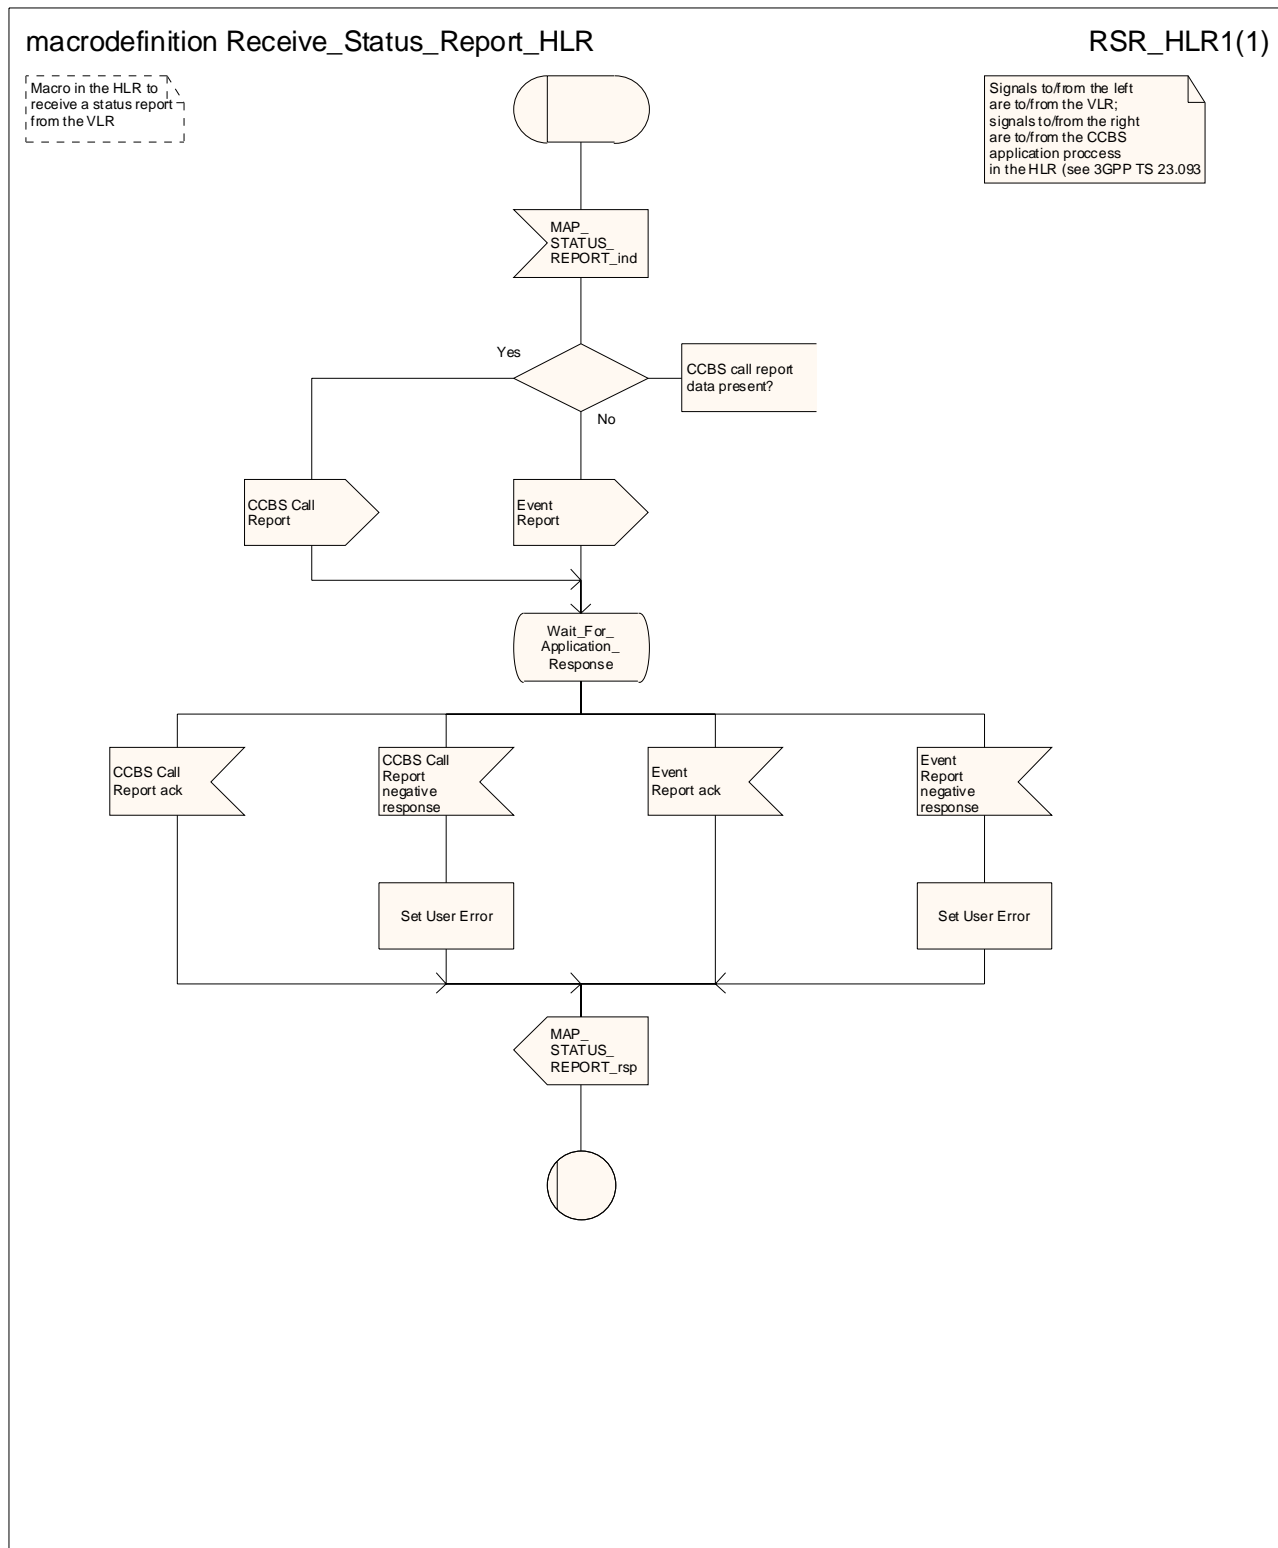 macrodefinition Receive_Status_Report_HLR
RSR_HLR1(1)
Macro in the HLR to
receive a status report
from the VLR
Signals to/from the left
are to/from the VLR;
signals to/from the right
are to/from the CCBS
application proccess
in the HLR (see 3GPP TS 23.093
MAP_
STATUS_
REPORT_ind
Yes
CCBS call report
data present?
No
CCBS Call
Report
Event
Report
Wait_For_
Application_
Response
CCBS Call
Report ack
CCBS Call
Report
negative
response
Event
Report ack
Event
Report
negative
response
Set User Error
Set User Error
MAP_
STATUS_
REPORT_rsp